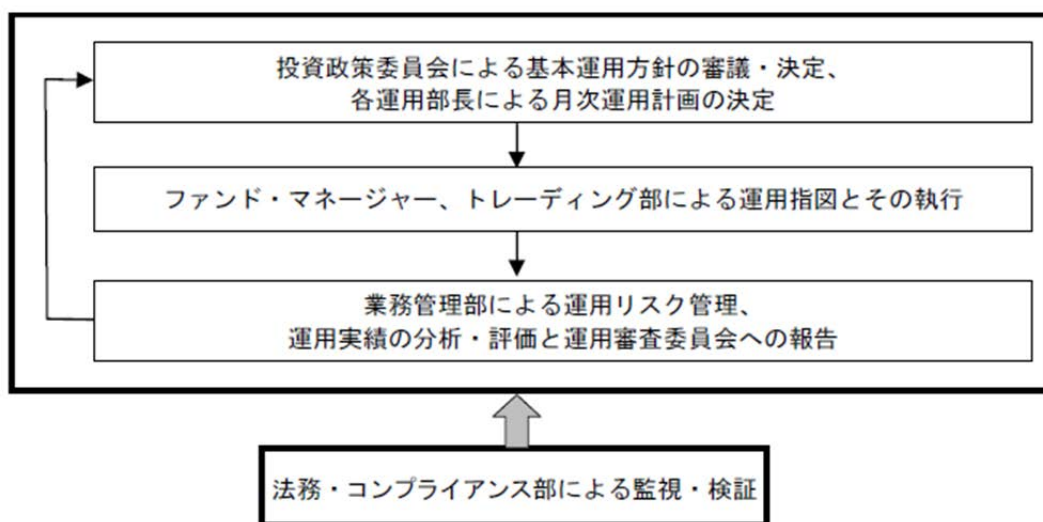 投資政策委員会による基本運用方針の審議・決定、
各運用部長による月次運用計画の決定
ファンド・マネージャー、トレーディング部による運用指図とその執行
業務管理部による運用リスク管理、
運用実績の分析・評価と運用審査委員会への報告
法務・コンプライアンス部による監視・検証